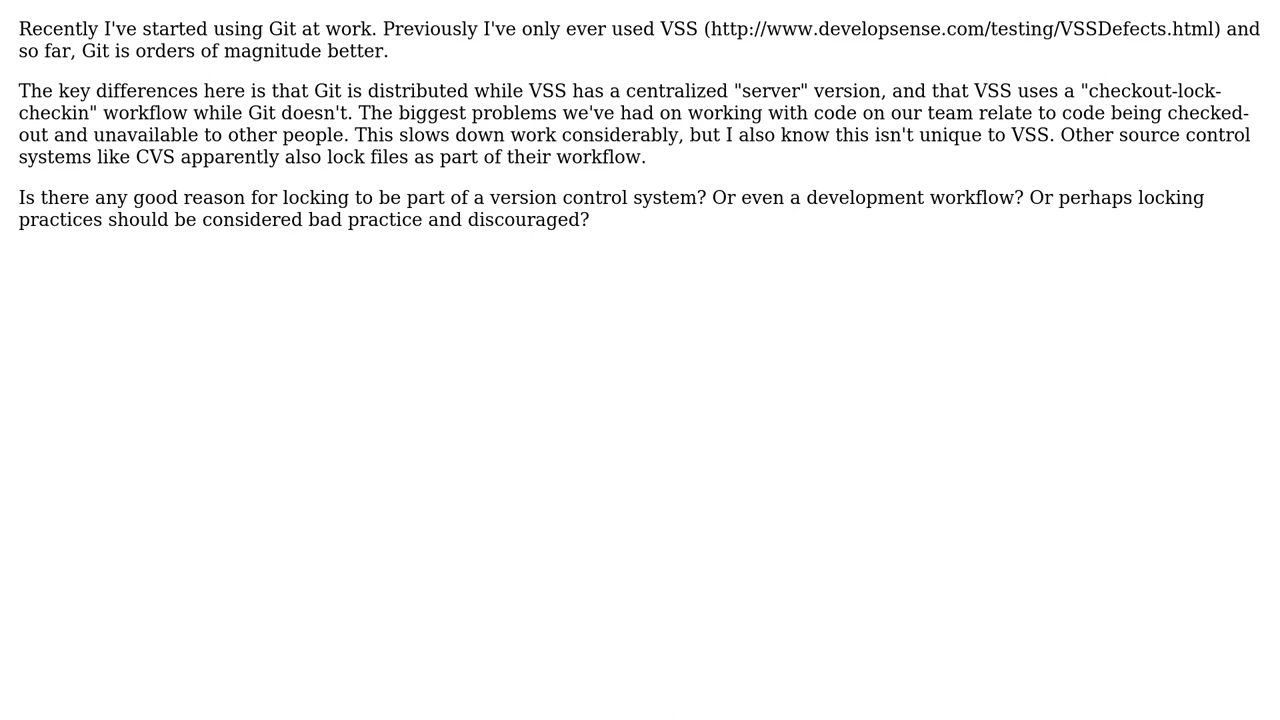 Recently I've started using Git at work. Previously I've only ever used VSS (http://www.developsense.com/testing/VSSDefects.html) and
so far, Git is orders of magnitude better.
The key differences here is that Git is distributed while VSS has a centralized "server" version, and that VSS uses a "checkout-lock-
checkin" workflow while Git doesn't. The biggest problems we've had on working with code on our team relate to code being checked-
out and unavailable to other people. This slows down work considerably, but I also know this isn't unique to VSS. Other source control
systems like CVS apparently also lock files as part of their workflow.
Is there any good reason for locking to be part of a version control system? Or even a development workflow? Or perhaps locking
practices should be considered bad practice and discouraged?